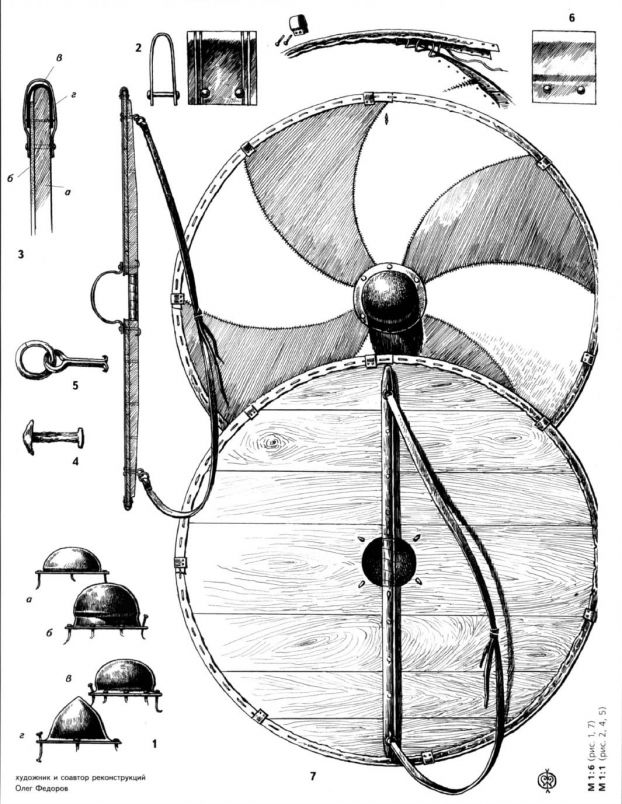 6
2
в
г
б
а
3
5
4
а
б
в
г
1
7
художник и соавтор реконструкций
Олег Федоров
М 1:6 (рис. 1, 7)
М 1:1 (рис. 2, 4, 5)